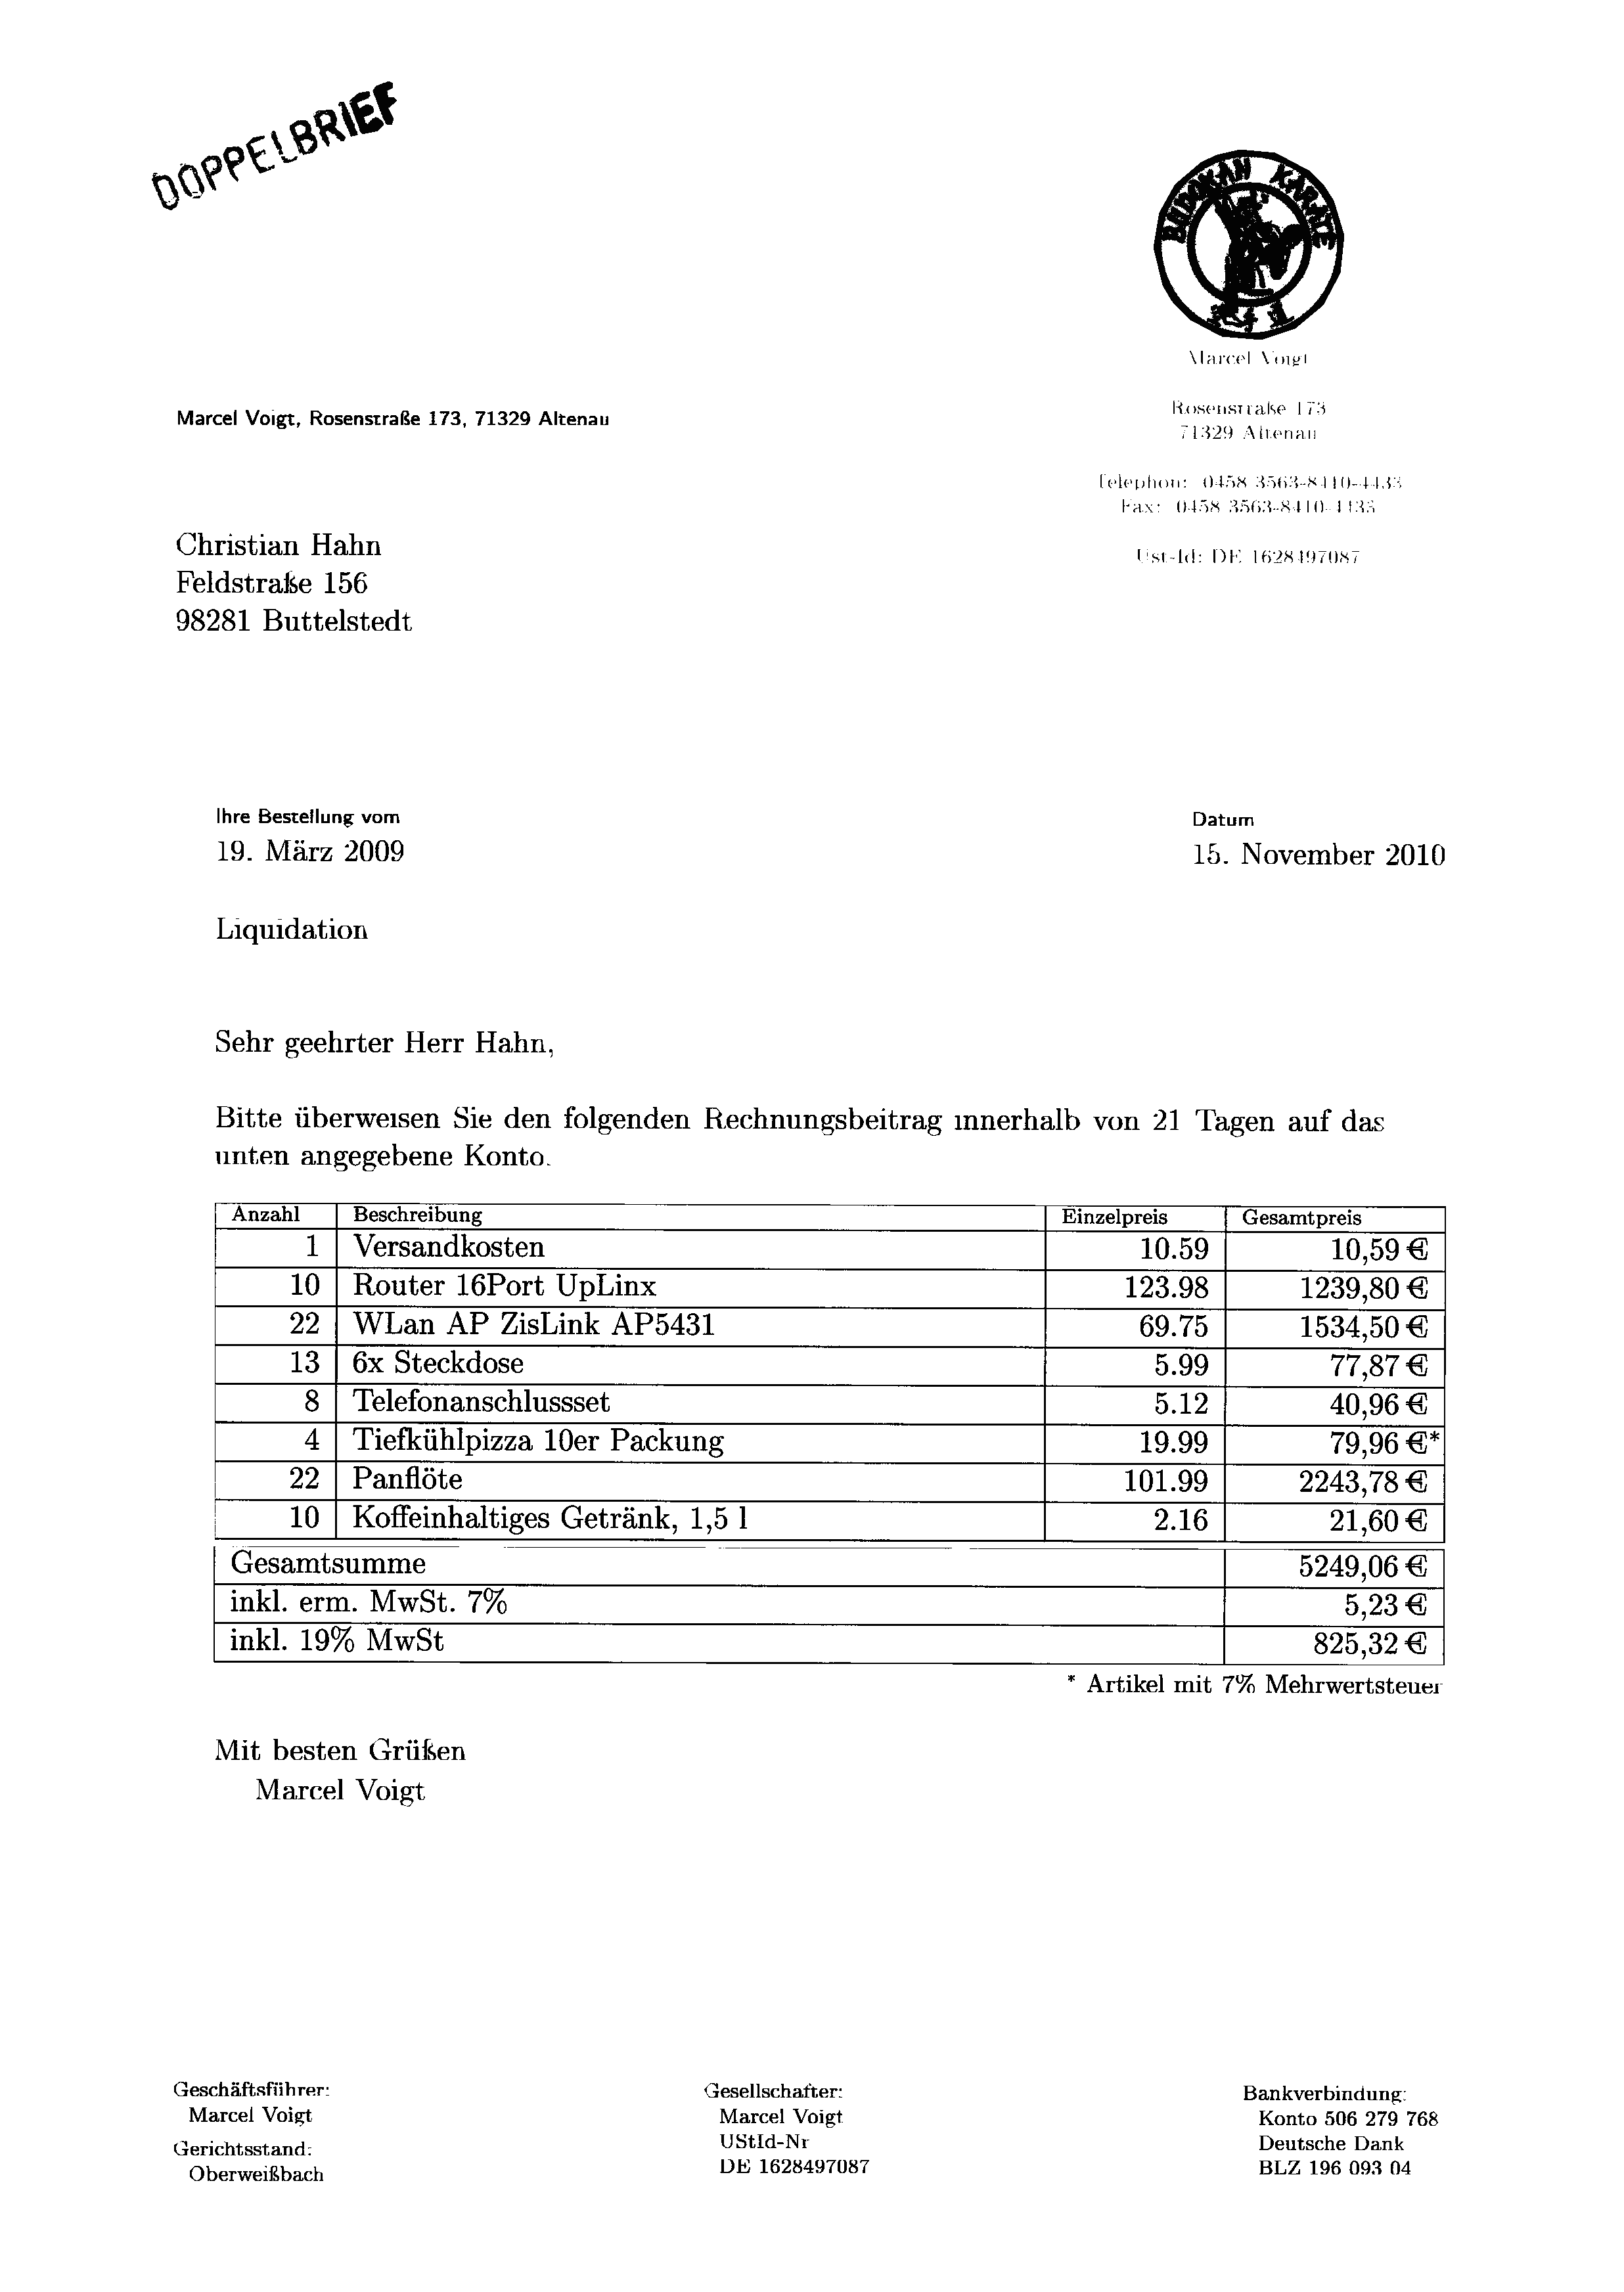 DOPPELBRIEF
BUDOKAN KARATE
Marcel Voigt
Rosenstraße 173
71329 Altenau
Telephon: 0458 3563-8410-4433
Fax: 0458 3563-8410-4433
Ust-Id: DE 1628497087
Marcel Voigt, Rosenstraße 173, 71329 Altenau
Christian Hahn
Feldstraße 156
98281 Buttelstedt
Ihre Bestellung vom Datum
19. März 2009 15. November 2010
Liquidation
Sehr geehrter Herr Hahn,
Bitte überweisen Sie den folgenden Rechnungsbeitrag innerhalb von 21 Tagen auf das
unten angegebene Konto.
Anzahl Beschreibung Einzelpreis Gesamtpreis
1 Versandkosten 10.59 10,59 €
10 Router 16Port UpLinx 123.98 1239,80 €
22 WLan AP ZisLink AP5431 69.75 1534,50 €
13 6x Steckdose 5.99 77,87 €
8 Telefonanschlussset 5.12 40,96 €
4 Tiefkühlpizza 10er Packung 19.99 79,96 €*
22 Panflöte 101.99 2243,78 €
10 Koffeinhaltiges Getränk, 1,5 l 2.16 21,60 €
Gesamtsumme 5249,06 €
inkl. erm. MwSt. 7% 5,23 €
inkl. 19% MwSt 825,32 €
* Artikel mit 7% Mehrwertsteuer
Mit besten Grüßen
Marcel Voigt
Geschäftsführer:
Marcel Voigt
Gerichtsstand:
Oberweißbach
Gesellschafter:
Marcel Voigt
UStId-Nr
DE 1628497087
Bankverbindung:
Konto 506 279 768
Deutsche Dank
BLZ 196 093 04